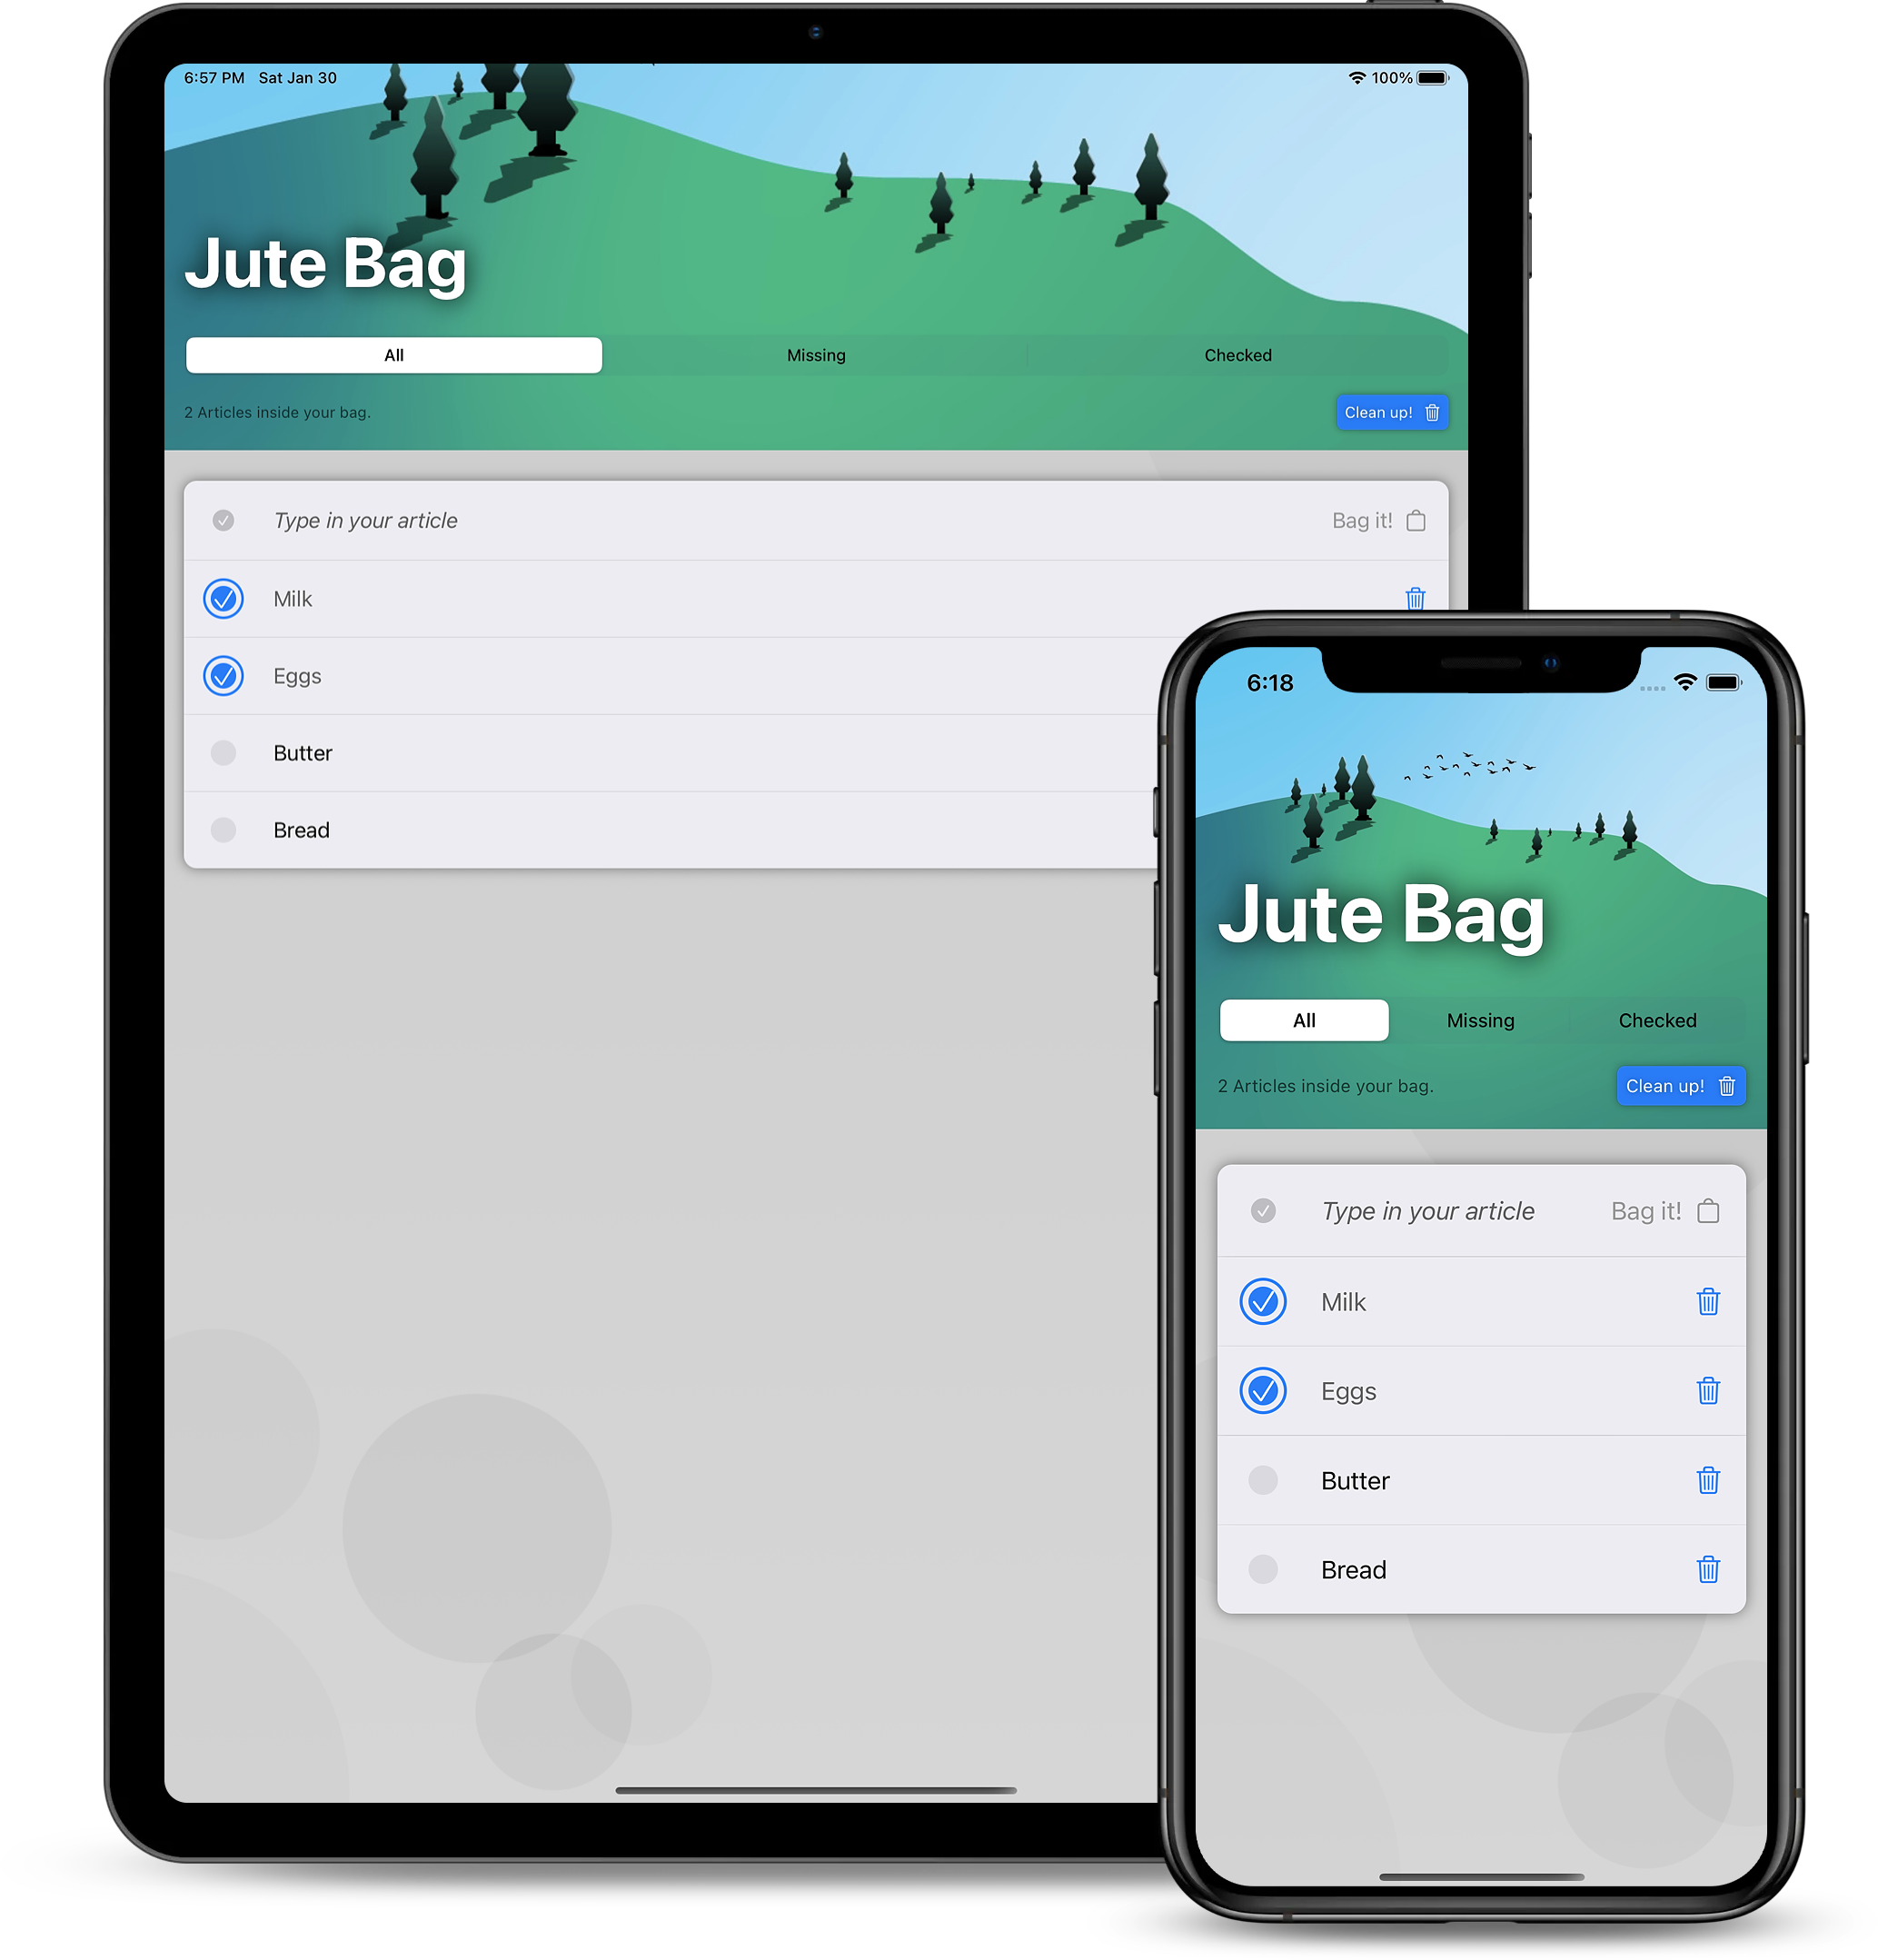 6:57 PM Sat Jan 30
100%
Jute Bag
All Missing Checked
2 Articles inside your bag. Clean up!
Type in your article Bag it!
Milk
Eggs
Butter
Bread
6:18
Jute Bag
All Missing Checked
2 Articles inside your bag. Clean up!
Type in your article Bag it!
Milk
Eggs
Butter
Bread